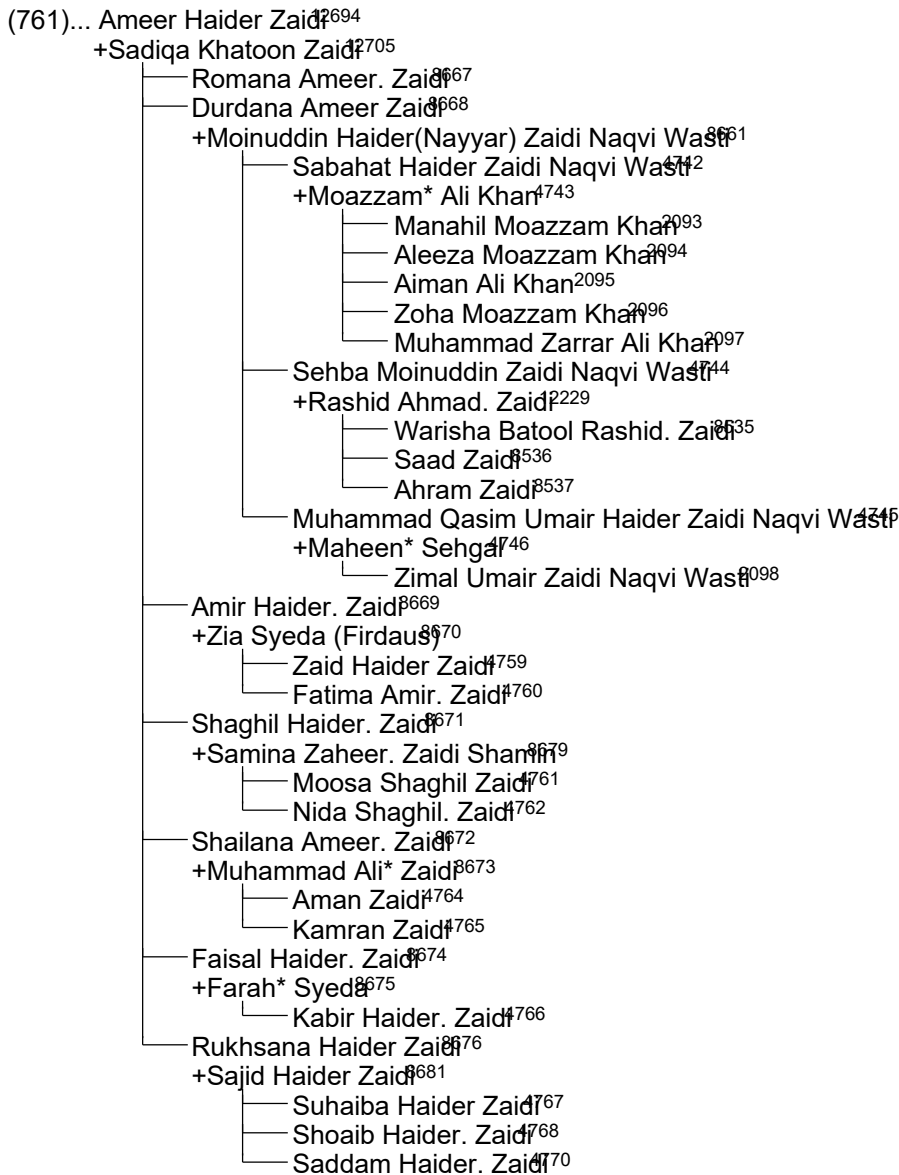 (761)... Ameer Haider Zaidi12694
+Sadiqa Khatoon Zaidi12705
Romana Ameer. Zaidi8667
Durdana Ameer Zaidi8668
+Moinuddin Haider(Nayyar) Zaidi Naqvi Wasti8661
Sabahat Haider Zaidi Naqvi Wasti4742
+Moazzam* Ali Khan4743
Manahil Moazzam Khan2093
Aleeza Moazzam Khan2094
Aiman Ali Khan2095
Zoha Moazzam Khan2096
Muhammad Zarrar Ali Khan2097
Sehba Moinuddin Zaidi Naqvi Wasti4744
+Rashid Ahmad. Zaidi12229
Warisha Batool Rashid. Zaidi8635
Saad Zaidi8536
Ahram Zaidi8537
Muhammad Qasim Umair Haider Zaidi Naqvi Wasti4745
+Maheen* Sehgal4746
Zimal Umair Zaidi Naqvi Wasti2098
Amir Haider. Zaidi8669
+Zia Syeda (Firdaus)8670
Zaid Haider Zaidi4759
Fatima Amir. Zaidi4760
Shaghil Haider. Zaidi8671
+Samina Zaheer. Zaidi Shamin8679
Moosa Shaghil Zaidi4761
Nida Shaghil. Zaidi4762
Shailana Ameer. Zaidi8672
+Muhammad Ali* Zaidi8673
Aman Zaidi4764
Kamran Zaidi4765
Faisal Haider. Zaidi8674
+Farah* Syeda8675
Kabir Haider. Zaidi4766
Rukhsana Haider Zaidi8676
+Sajid Haider Zaidi8681
Suhaiba Haider Zaidi4767
Shoaib Haider. Zaidi4768
Saddam Haider. Zaidi4770